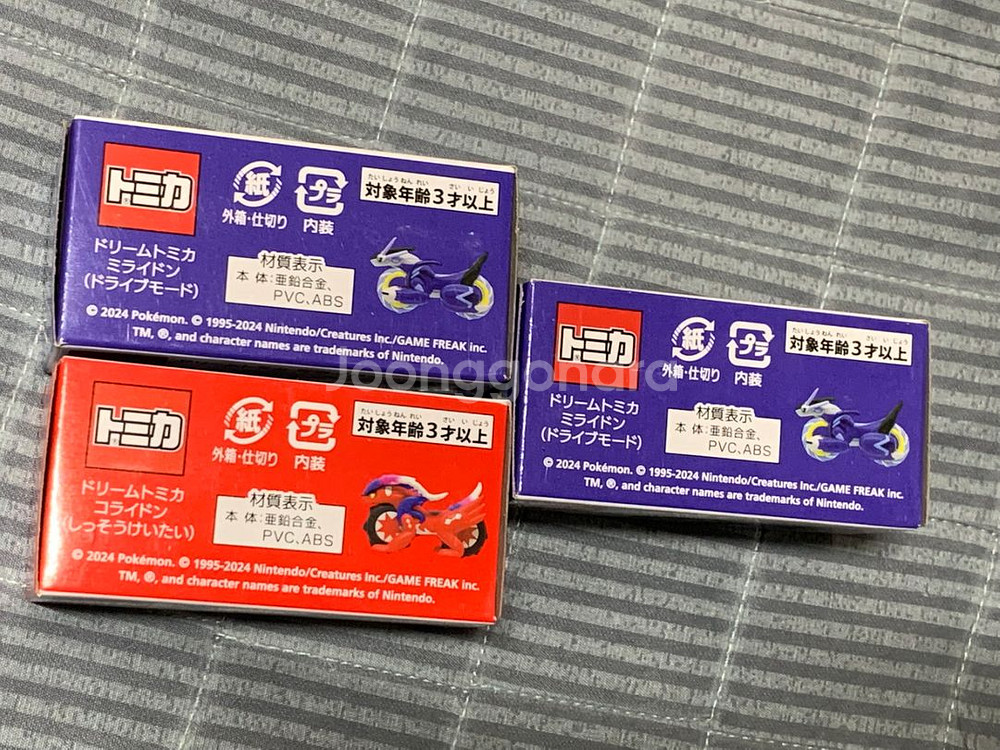 トミカ
紙
外箱・仕切り
プラ
内装
たいしょうねんれい さいいじょう
対象年齢3才以上
ドリームトミカ
ミライドン
(ドライブモード)
材質表示
本体:亜鉛合金、
PVC、ABS
© 2024 Pokémon. © 1995-2024 Nintendo/Creatures Inc./GAME FREAK inc.
TM, ®, and character names are trademarks of Nintendo.
トミカ
紙
外箱・仕切り
プラ
内装
たいしょうねんれい さいいじょう
対象年齢3才以上
ドリームトミカ
ミライドン
(ドライブモード)
材質表示
本体:亜鉛合金、
PVC、ABS
© 2024 Pokémon. © 1995-2024 Nintendo/Creatures Inc./GAME FREAK inc.
TM, ®, and character names are trademarks of Nintendo.
トミカ
紙
外箱・仕切り
プラ
内装
たいしょうねんれい さいいじょう
対象年齢3才以上
ドリームトミカ
コライドン
(しっそうけいたい)
材質表示
本体:亜鉛合金、
PVC、ABS
© 2024 Pokémon. © 1995-2024 Nintendo/Creatures Inc./GAME FREAK inc.
TM, ®, and character names are trademarks of Nintendo.
Joonggonara